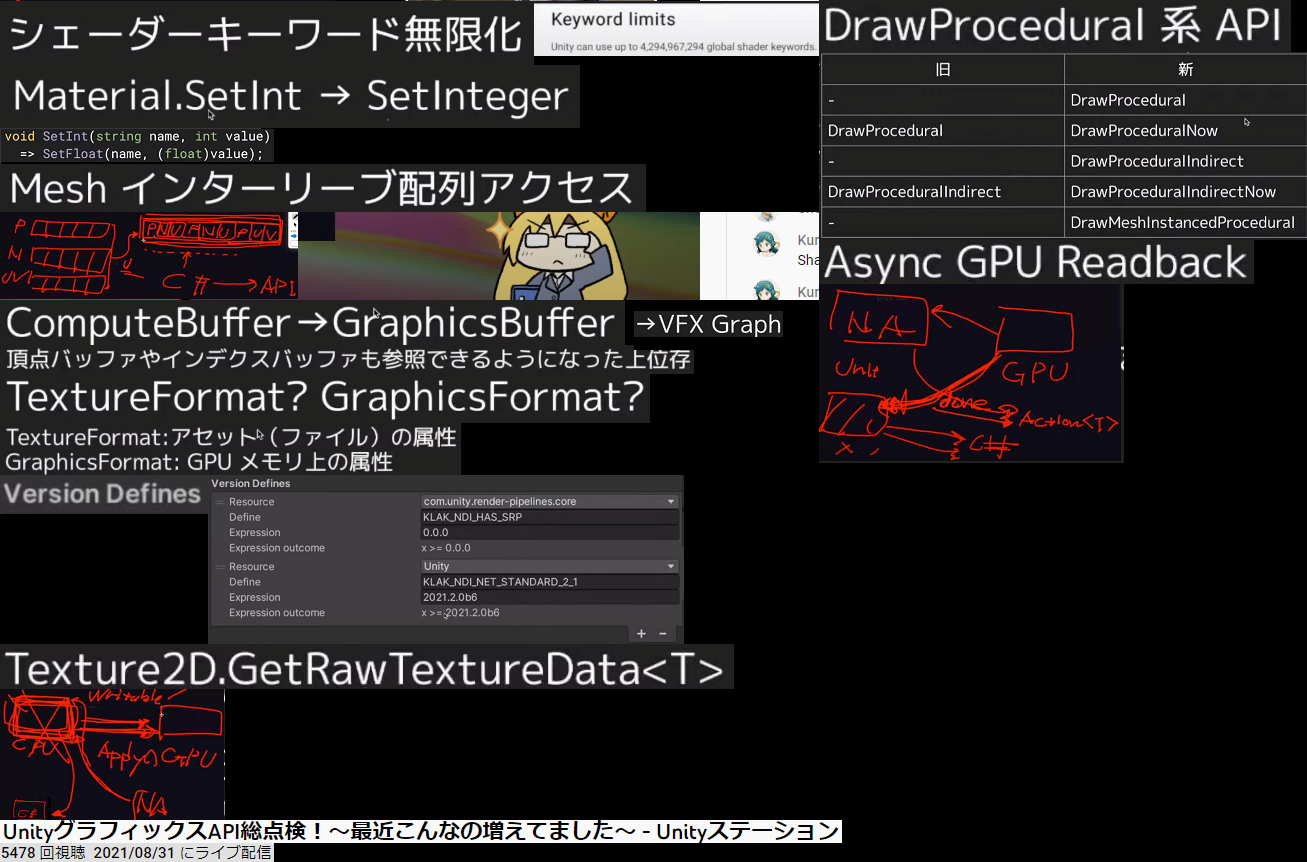 シェーダーキーワード無限化
Keyword limits
Unity can use up to 4,294,967,294 global shader keywords.
Material.SetInt → SetInteger
void SetInt(string name, int value)
=> SetFloat(name, (float)value);
Mesh インターリーブ配列アクセス
P
N
UV
PNUPNUPUV
C# → API
Kur
Sha
Kur
ComputeBuffer→GraphicsBuffer
→VFX Graph
頂点バッファやインデクスバッファも参照できるようになった上位存
TextureFormat? GraphicsFormat?
TextureFormat:アセット（ファイル）の属性
GraphicsFormat: GPU メモリ上の属性
Version Defines
Version Defines
Resource com.unity.render-pipelines.core
Define KLAK_NDI_HAS_SRP
Expression 0.0.0
Expression outcome x >= 0.0.0
Resource Unity
Define KLAK_NDI_NET_STANDARD_2_1
Expression 2021.2.0b6
Expression outcome x >= 2021.2.0b6
+ -
Texture2D.GetRawTextureData<T>
Writable
CPU
Apply()
GPU
C#
NA
DrawProcedural 系 API
旧 新
- DrawProcedural
DrawProcedural DrawProceduralNow
- DrawProceduralIndirect
DrawProceduralIndirect DrawProceduralIndirectNow
- DrawMeshInstancedProcedural
Async GPU Readback
NA
Unit
GPU
done
Action<T>
C#
UnityグラフィックスAPI総点検！〜最近こんなの増えてました〜 - Unityステーション
5478 回視聴 2021/08/31 にライブ配信